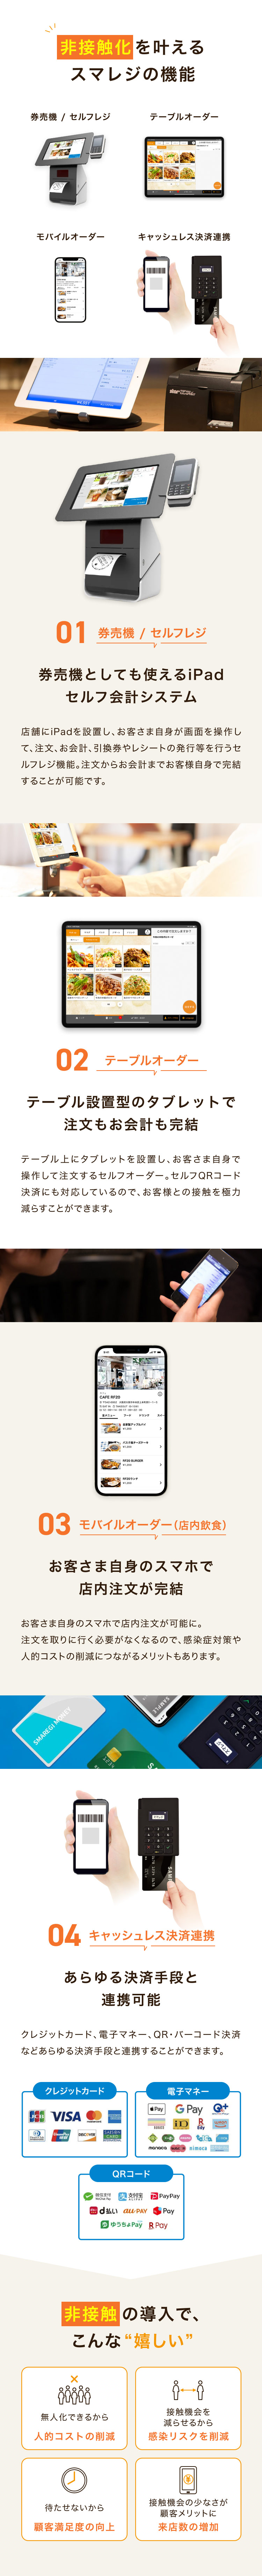 非接触化を叶える
スマレジの機能
券売機 / セルフレジ
テーブルオーダー
モバイルオーダー
キャッシュレス決済連携
01 券売機 / セルフレジ
券売機としても使えるiPad
セルフ会計システム
店舗にiPadを設置し、お客さま自身が画面を操作し
て、注文、お会計、引換券やレシートの発行等を行うセ
ルフレジ機能。注文からお会計までお客様自身で完結
することが可能です。
02 テーブルオーダー
テーブル設置型のタブレットで
注文もお会計も完結
テーブル上にタブレットを設置し、お客さま自身で
操作して注文するセルフオーダー。セルフQRコード
決済にも対応しているので、お客様との接触を極力
減らすことができます。
CAFE RF20
03 モバイルオーダー(店内飲食)
お客さま自身のスマホで
店内注文が完結
お客さま自身のスマホで店内注文が可能に。
注文を取りに行く必要がなくなるので、感染症対策や
人的コストの削減につながるメリットもあります。
SMAREGI MONEY
04 キャッシュレス決済連携
あらゆる決済手段と
連携可能
クレジットカード、電子マネー、QR・バーコード決済
などあらゆる決済手段と連携することができます。
クレジットカード
JCB VISA
DISCOVER
電子マネー
Pay G Pay
iD
Edy
manaca nimoca
QRコード
支付宝 PayPay
d払い au PAY Pay
ゆうちょPay R Pay
非接触の導入で、
こんな“嬉しい”
無人化できるから
人的コストの削減
接触機会を
減らせるから
感染リスクを削減
待たせないから
顧客満足度の向上
接触機会の少なさが
顧客メリットに
来店数の増加